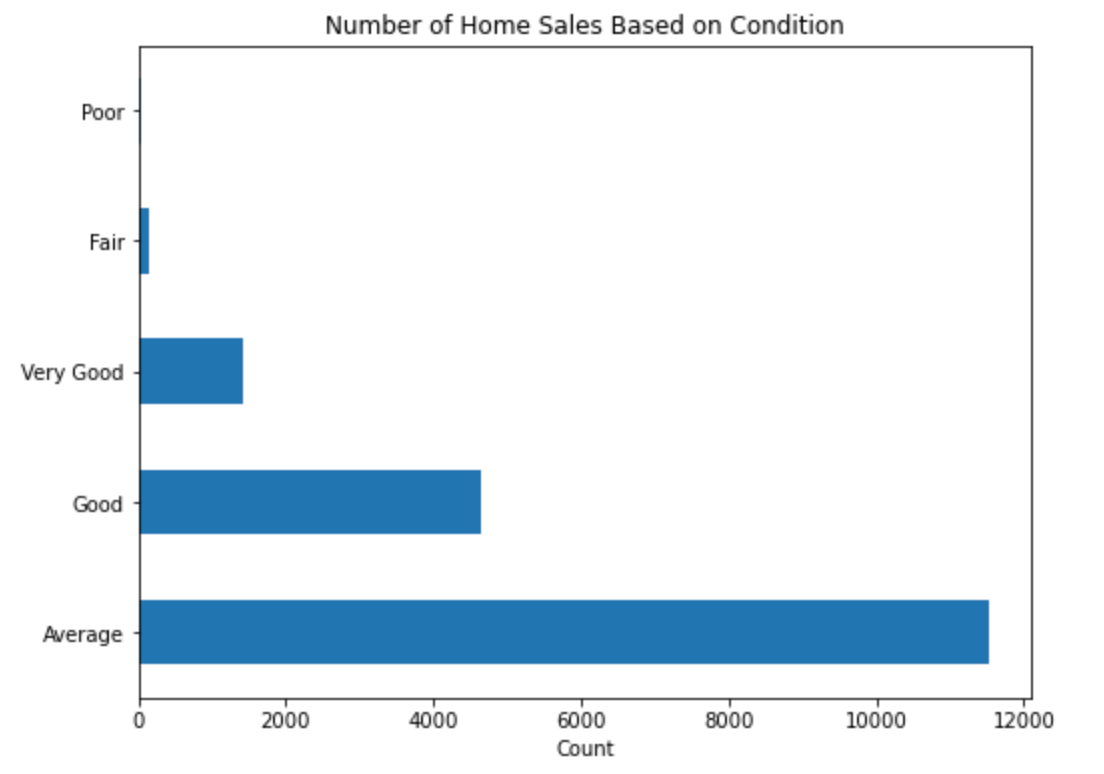 Number of Home Sales Based on Condition
Poor
Fair
Very Good
Good
Average
0 2000 4000 6000 8000 10000 12000
Count